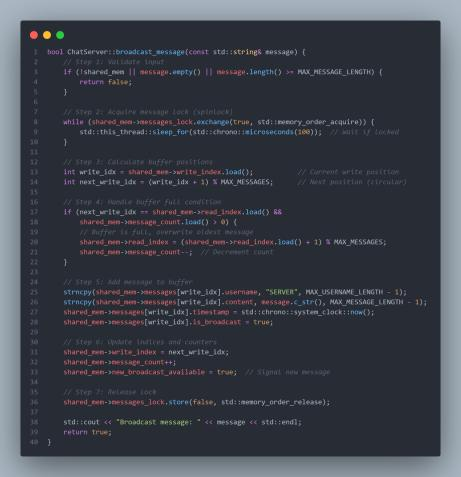 1 bool ChatServer::broadcast_message(const std::string& message) {
2 // Step 1: Validate input
3 if (!shared_mem || message.empty() || message.length() >= MAX_MESSAGE_LENGTH) {
4 return false;
5 }
6
7 // Step 2: Acquire message lock (spinlock)
8 while (shared_mem->messages_lock.exchange(true, std::memory_order_acquire)) {
9 std::this_thread::sleep_for(std::chrono::microseconds(100)); // Wait if locked
10 }
11
12 // Step 3: Calculate buffer positions
13 int write_idx = shared_mem->write_index.load(); // Current write position
14 int next_write_idx = (write_idx + 1) % MAX_MESSAGES; // Next position (circular)
15
16 // Step 4: Handle buffer full condition
17 if (next_write_idx == shared_mem->read_index.load() &&
18 shared_mem->message_count.load() > 0) {
19 // Buffer is full, overwrite oldest message
20 shared_mem->read_index = (shared_mem->read_index.load() + 1) % MAX_MESSAGES;
21 shared_mem->message_count--; // Decrement count
22 }
23
24 // Step 5: Add message to buffer
25 strncpy(shared_mem->messages[write_idx].username, "SERVER", MAX_USERNAME_LENGTH - 1);
26 strncpy(shared_mem->messages[write_idx].content, message.c_str(), MAX_MESSAGE_LENGTH - 1);
27 shared_mem->messages[write_idx].timestamp = std::chrono::system_clock::now();
28 shared_mem->messages[write_idx].is_broadcast = true;
29
30 // Step 6: Update indices and counters
31 shared_mem->write_index = next_write_idx;
32 shared_mem->message_count++;
33 shared_mem->new_broadcast_available = true; // Signal new message
34
35 // Step 7: Release lock
36 shared_mem->messages_lock.store(false, std::memory_order_release);
37
38 std::cout << "Broadcast message: " << message << std::endl;
39 return true;
40 }